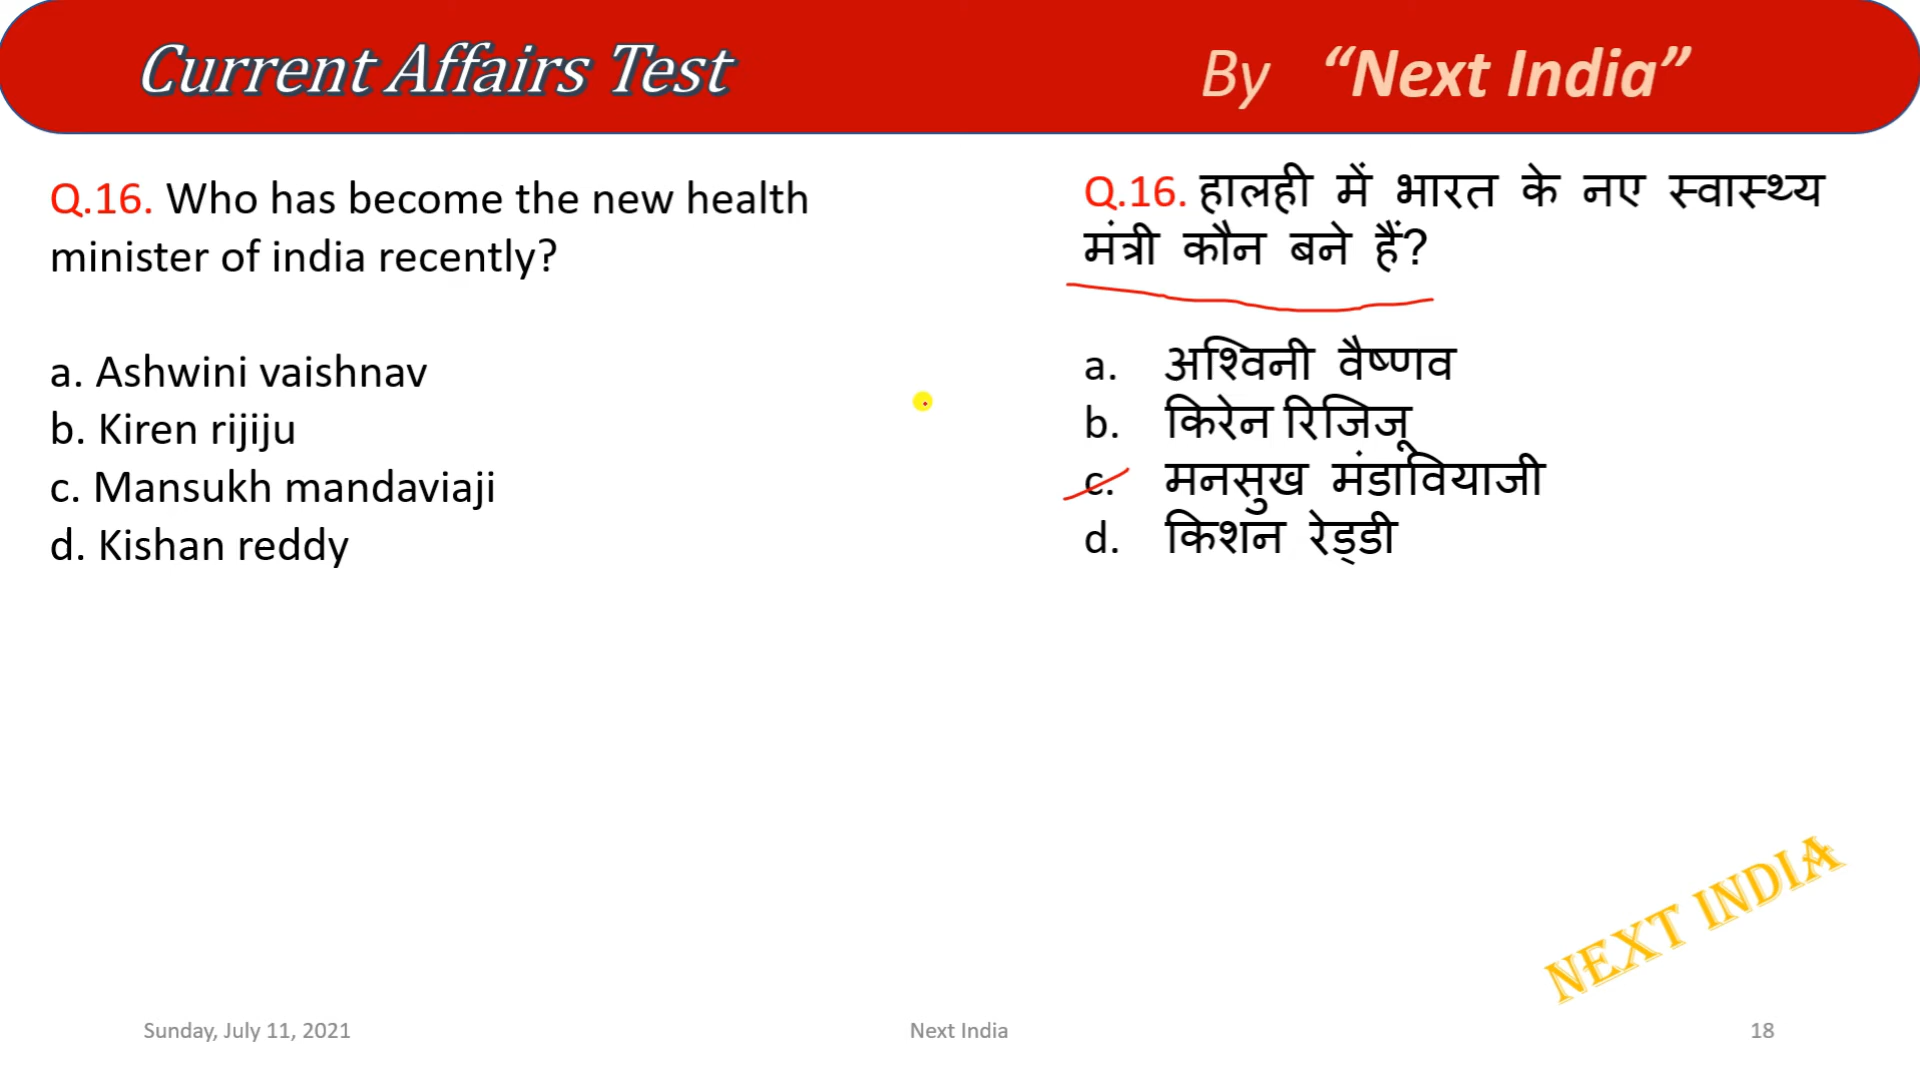 Current Affairs Test
By “Next India”
Q.16. Who has become the new health
minister of india recently?
a. Ashwini vaishnav
b. Kiren rijiju
c. Mansukh mandaviaji
d. Kishan reddy
Q.16. हालही में भारत के नए स्वास्थ्य
मंत्री कौन बने हैं?
a. अश्विनी वैष्णव
b. किरेन रिजिजू
c. मनसुख मंडावियाजी
d. किशन रेड्डी
NEXT INDIA
Sunday, July 11, 2021
Next India
18